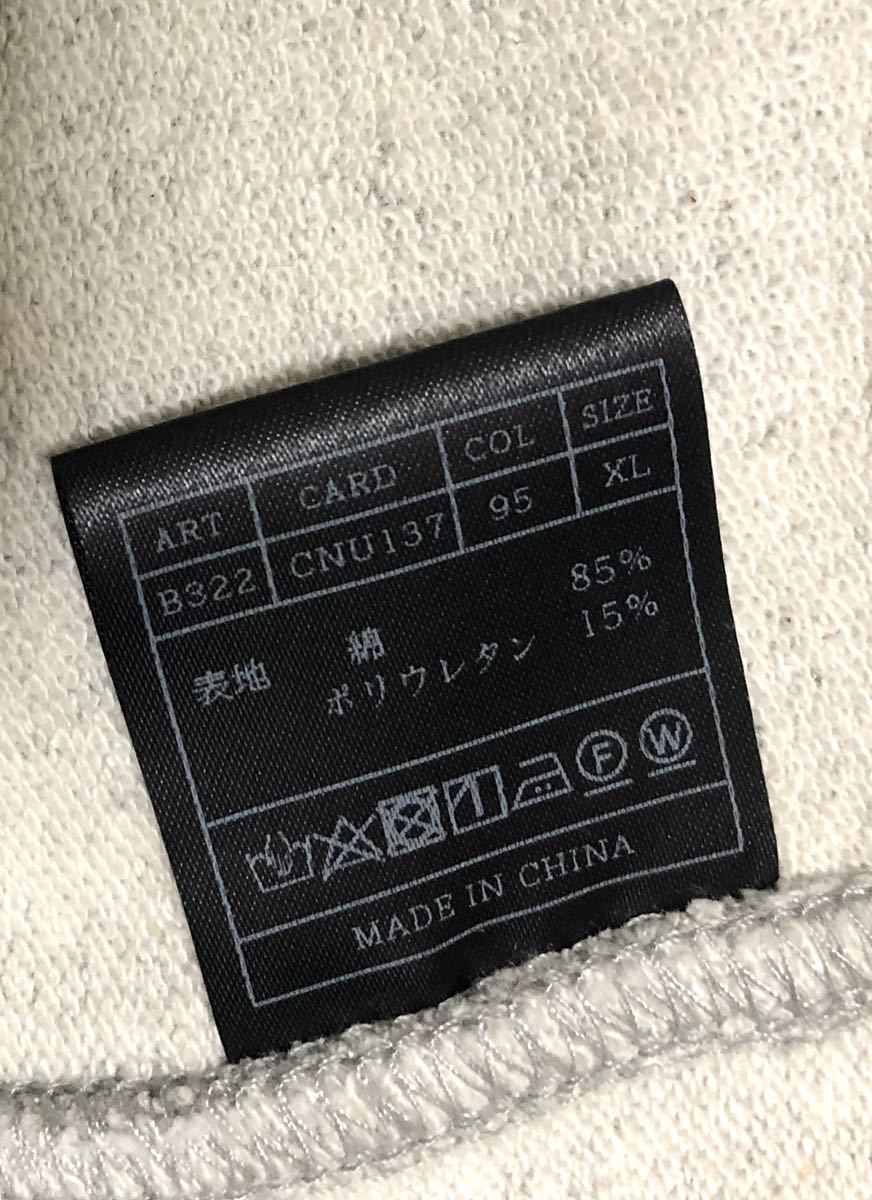 ART CARD COL SIZE
B322 CNU137 95 XL
表地 綿 85%
ポリウレタン 15%
F W
MADE IN CHINA